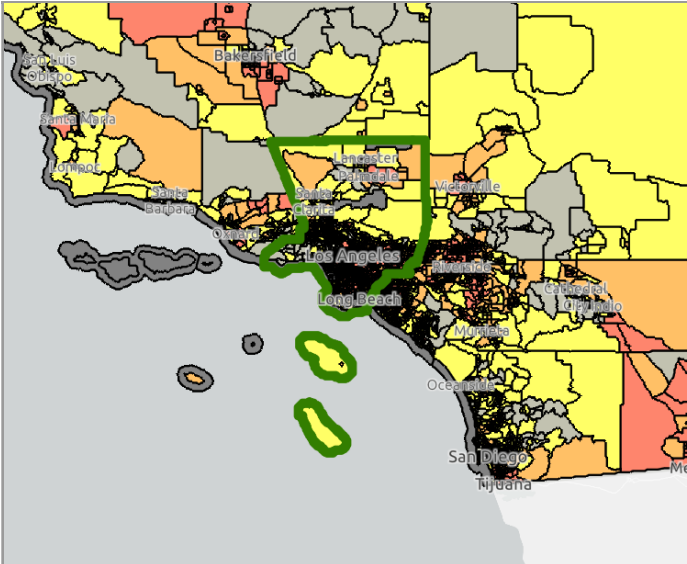 San Luis
Obispo
Bakersfield
Santa Maria
Lompoc
Santa
Barbara
Lancaster
Palmdale
Victorville
Santa
Clarita
Oxnard
Los Angeles
Riverside
Long Beach
Cathedral
City
Indio
Murrieta
Oceanside
San Diego
Tijuana
Me